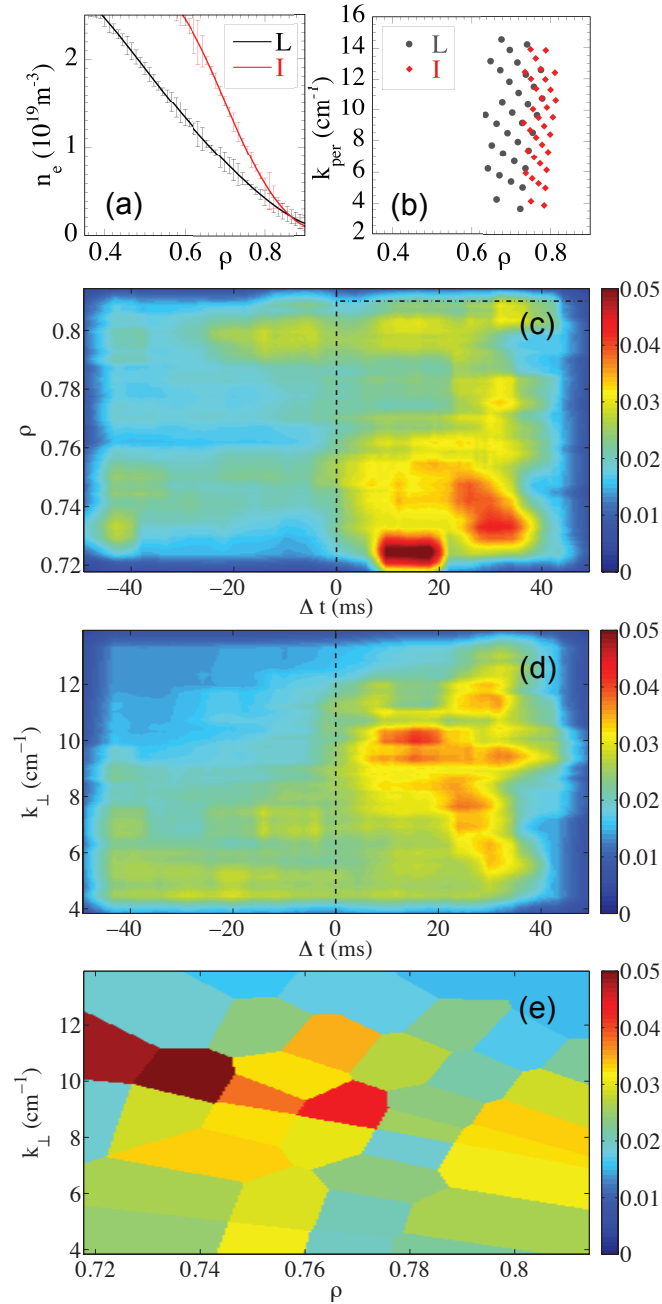 L
I
(a)
n_e (10^19 m^-3)
0 1 2
0.4 0.6 0.8
ρ
L
I
(b)
k_per (cm^-1)
2 4 6 8 10 12 14 16
0.4 0.6 0.8
ρ
(c)
ρ
0.8
0.78
0.76
0.74
0.72
−40 −20 0 20 40
Δ t (ms)
0.05
0.04
0.03
0.02
0.01
0
(d)
k⊥ (cm−1)
12
10
8
6
4
−40 −20 0 20 40
Δ t (ms)
0.05
0.04
0.03
0.02
0.01
0
(e)
k⊥ (cm−1)
12
10
8
6
4
0.72 0.74 0.76 0.78 0.8
ρ
0.05
0.04
0.03
0.02
0.01
0